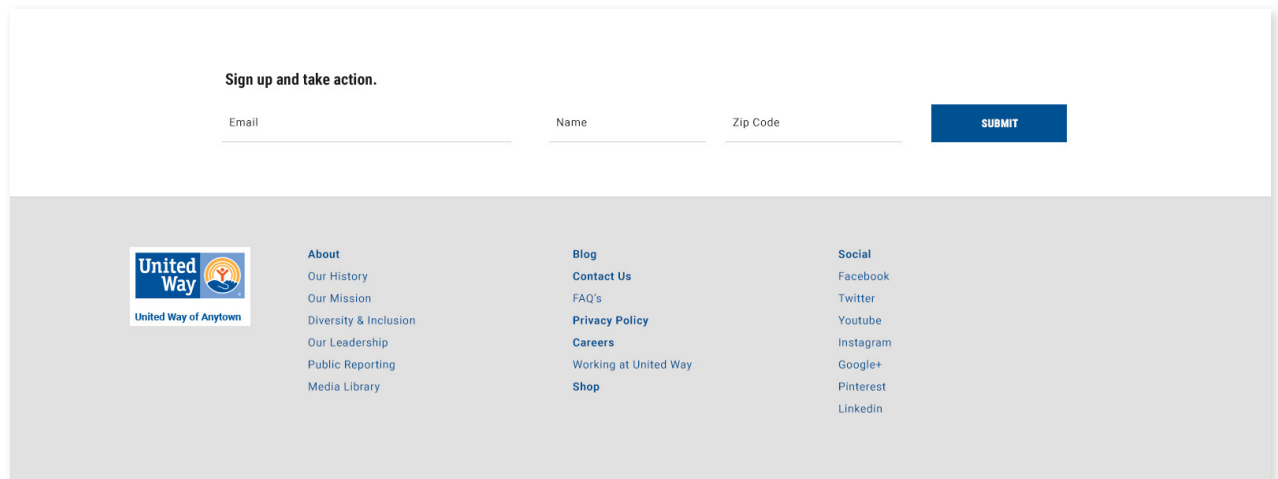 Sign up and take action.
Email
Name
Zip Code
SUBMIT
United
Way
United Way of Anytown
About
Our History
Our Mission
Diversity & Inclusion
Our Leadership
Public Reporting
Media Library
Blog
Contact Us
FAQ's
Privacy Policy
Careers
Working at United Way
Shop
Social
Facebook
Twitter
Youtube
Instagram
Google+
Pinterest
Linkedin